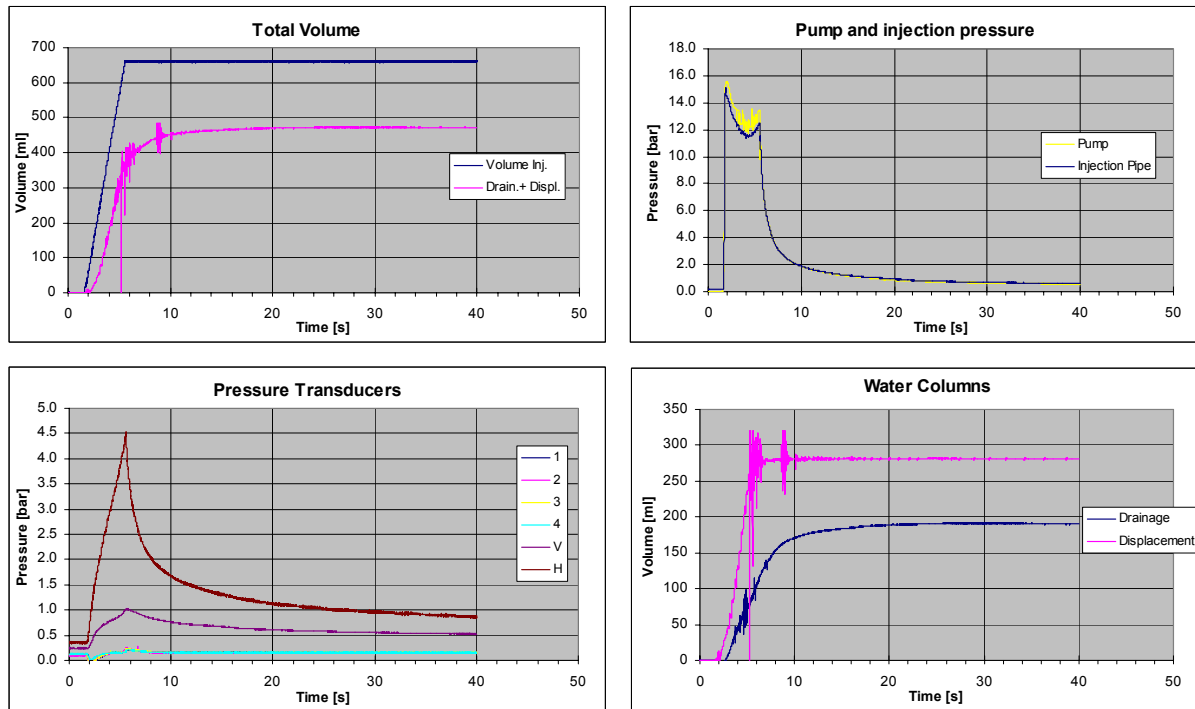 Total Volume
Volume [ml]
700
600
500
400
300
200
100
0
Volume Inj.
Drain.+ Displ.
0 10 20 30 40 50
Time [s]
Pump and injection pressure
Pressure [bar]
18.0
16.0
14.0
12.0
10.0
8.0
6.0
4.0
2.0
0.0
Pump
Injection Pipe
0 10 20 30 40 50
Time [s]
Pressure Transducers
Pressure [bar]
5.0
4.5
4.0
3.5
3.0
2.5
2.0
1.5
1.0
0.5
0.0
1
2
3
4
V
H
0 10 20 30 40 50
Time [s]
Water Columns
Volume [ml]
350
300
250
200
150
100
50
0
Drainage
Displacement
0 10 20 30 40 50
Time [s]